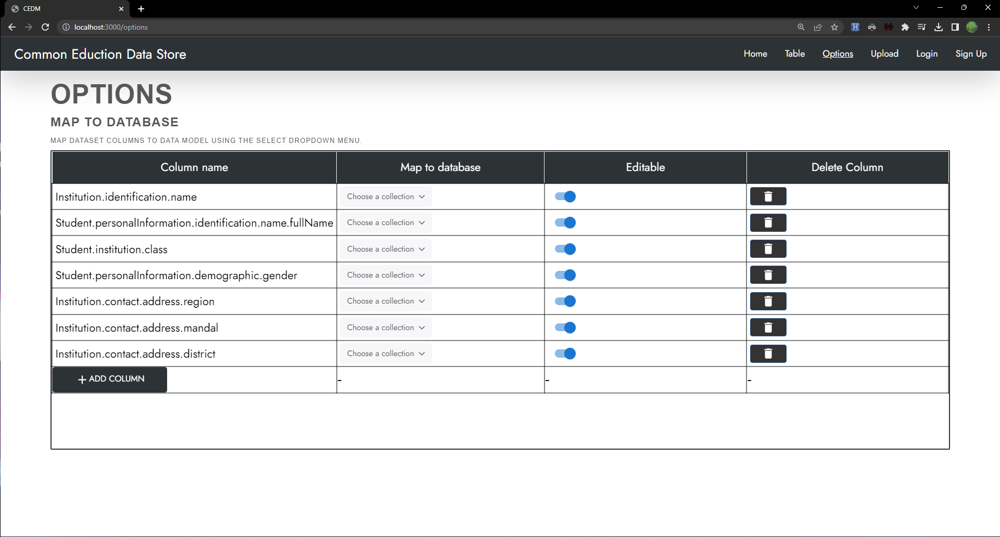 CEDM
localhost:3000/options
H
Common Eduction Data Store
Home Table Options Upload Login Sign Up
OPTIONS
MAP TO DATABASE
MAP DATASET COLUMNS TO DATA MODEL USING THE SELECT DROPDOWN MENU.
Column name Map to database Editable Delete Column
Institution.identification.name Choose a collection
Student.personalInformation.identification.name.fullName Choose a collection
Student.institution.class Choose a collection
Student.personalInformation.demographic.gender Choose a collection
Institution.contact.address.region Choose a collection
Institution.contact.address.mandal Choose a collection
Institution.contact.address.district Choose a collection
+ ADD COLUMN - - -